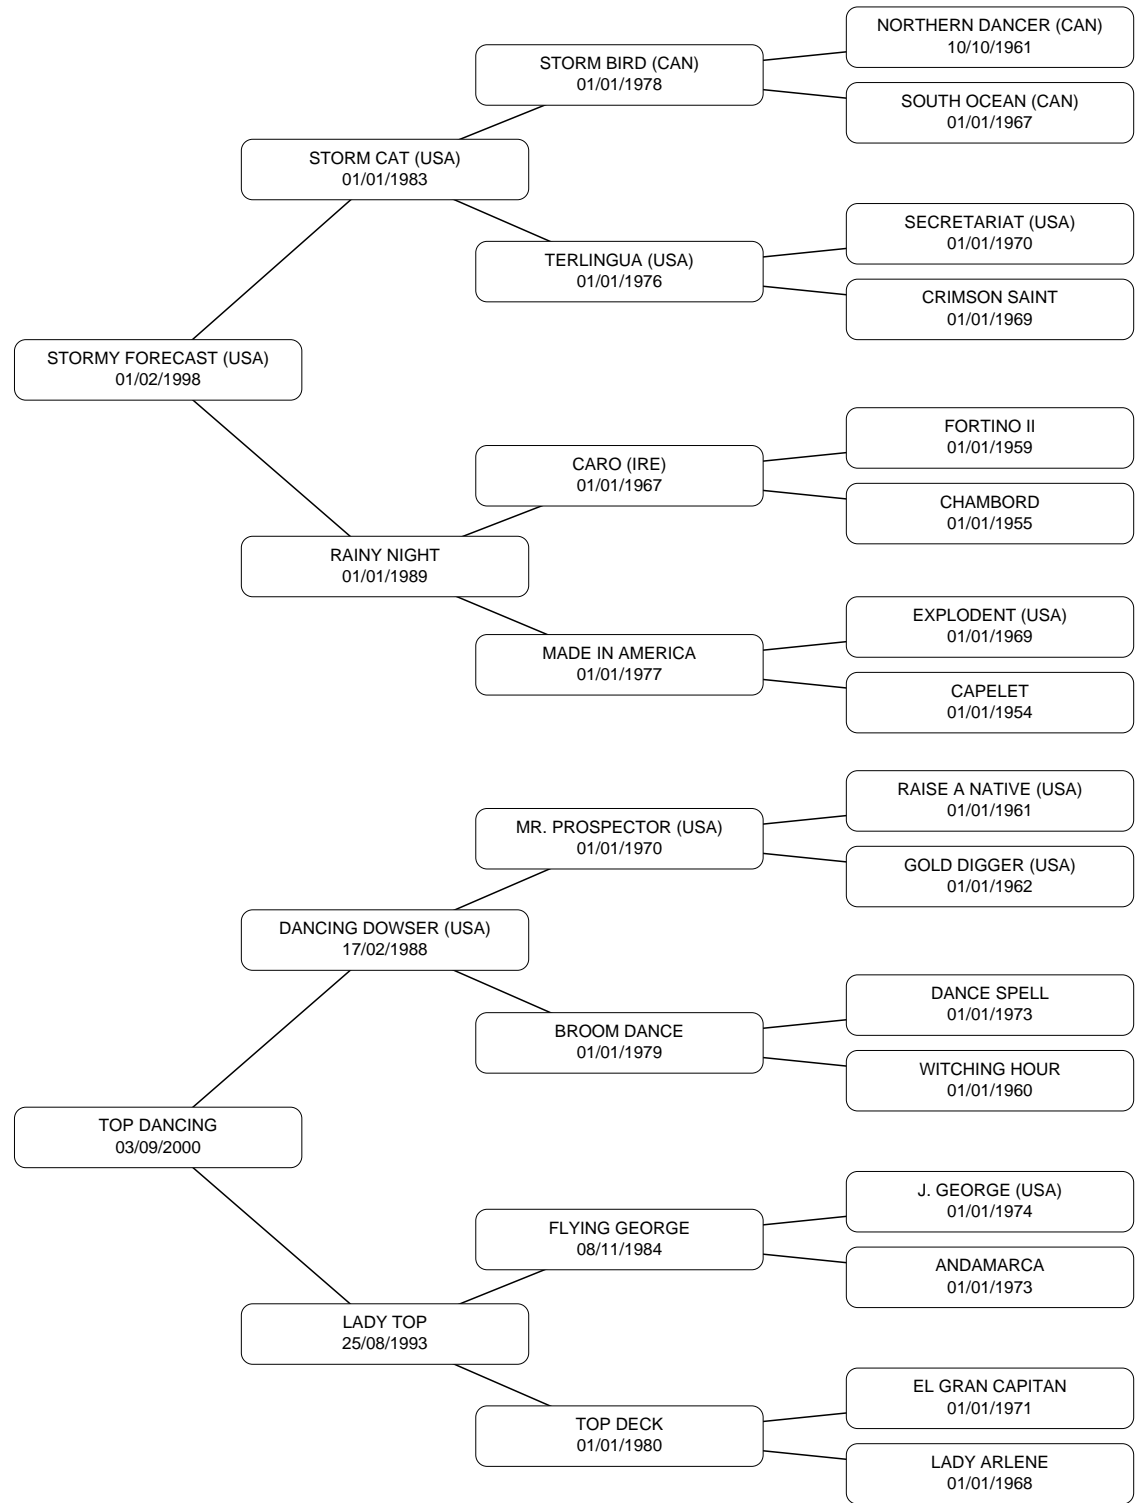 NORTHERN DANCER (CAN)
10/10/1961
STORM BIRD (CAN)
01/01/1978
SOUTH OCEAN (CAN)
01/01/1967
STORM CAT (USA)
01/01/1983
SECRETARIAT (USA)
01/01/1970
TERLINGUA (USA)
01/01/1976
CRIMSON SAINT
01/01/1969
STORMY FORECAST (USA)
01/02/1998
FORTINO II
01/01/1959
CARO (IRE)
01/01/1967
CHAMBORD
01/01/1955
RAINY NIGHT
01/01/1989
EXPLODENT (USA)
01/01/1969
MADE IN AMERICA
01/01/1977
CAPELET
01/01/1954
RAISE A NATIVE (USA)
01/01/1961
MR. PROSPECTOR (USA)
01/01/1970
GOLD DIGGER (USA)
01/01/1962
DANCING DOWSER (USA)
17/02/1988
DANCE SPELL
01/01/1973
BROOM DANCE
01/01/1979
WITCHING HOUR
01/01/1960
TOP DANCING
03/09/2000
J. GEORGE (USA)
01/01/1974
FLYING GEORGE
08/11/1984
ANDAMARCA
01/01/1973
LADY TOP
25/08/1993
EL GRAN CAPITAN
01/01/1971
TOP DECK
01/01/1980
LADY ARLENE
01/01/1968